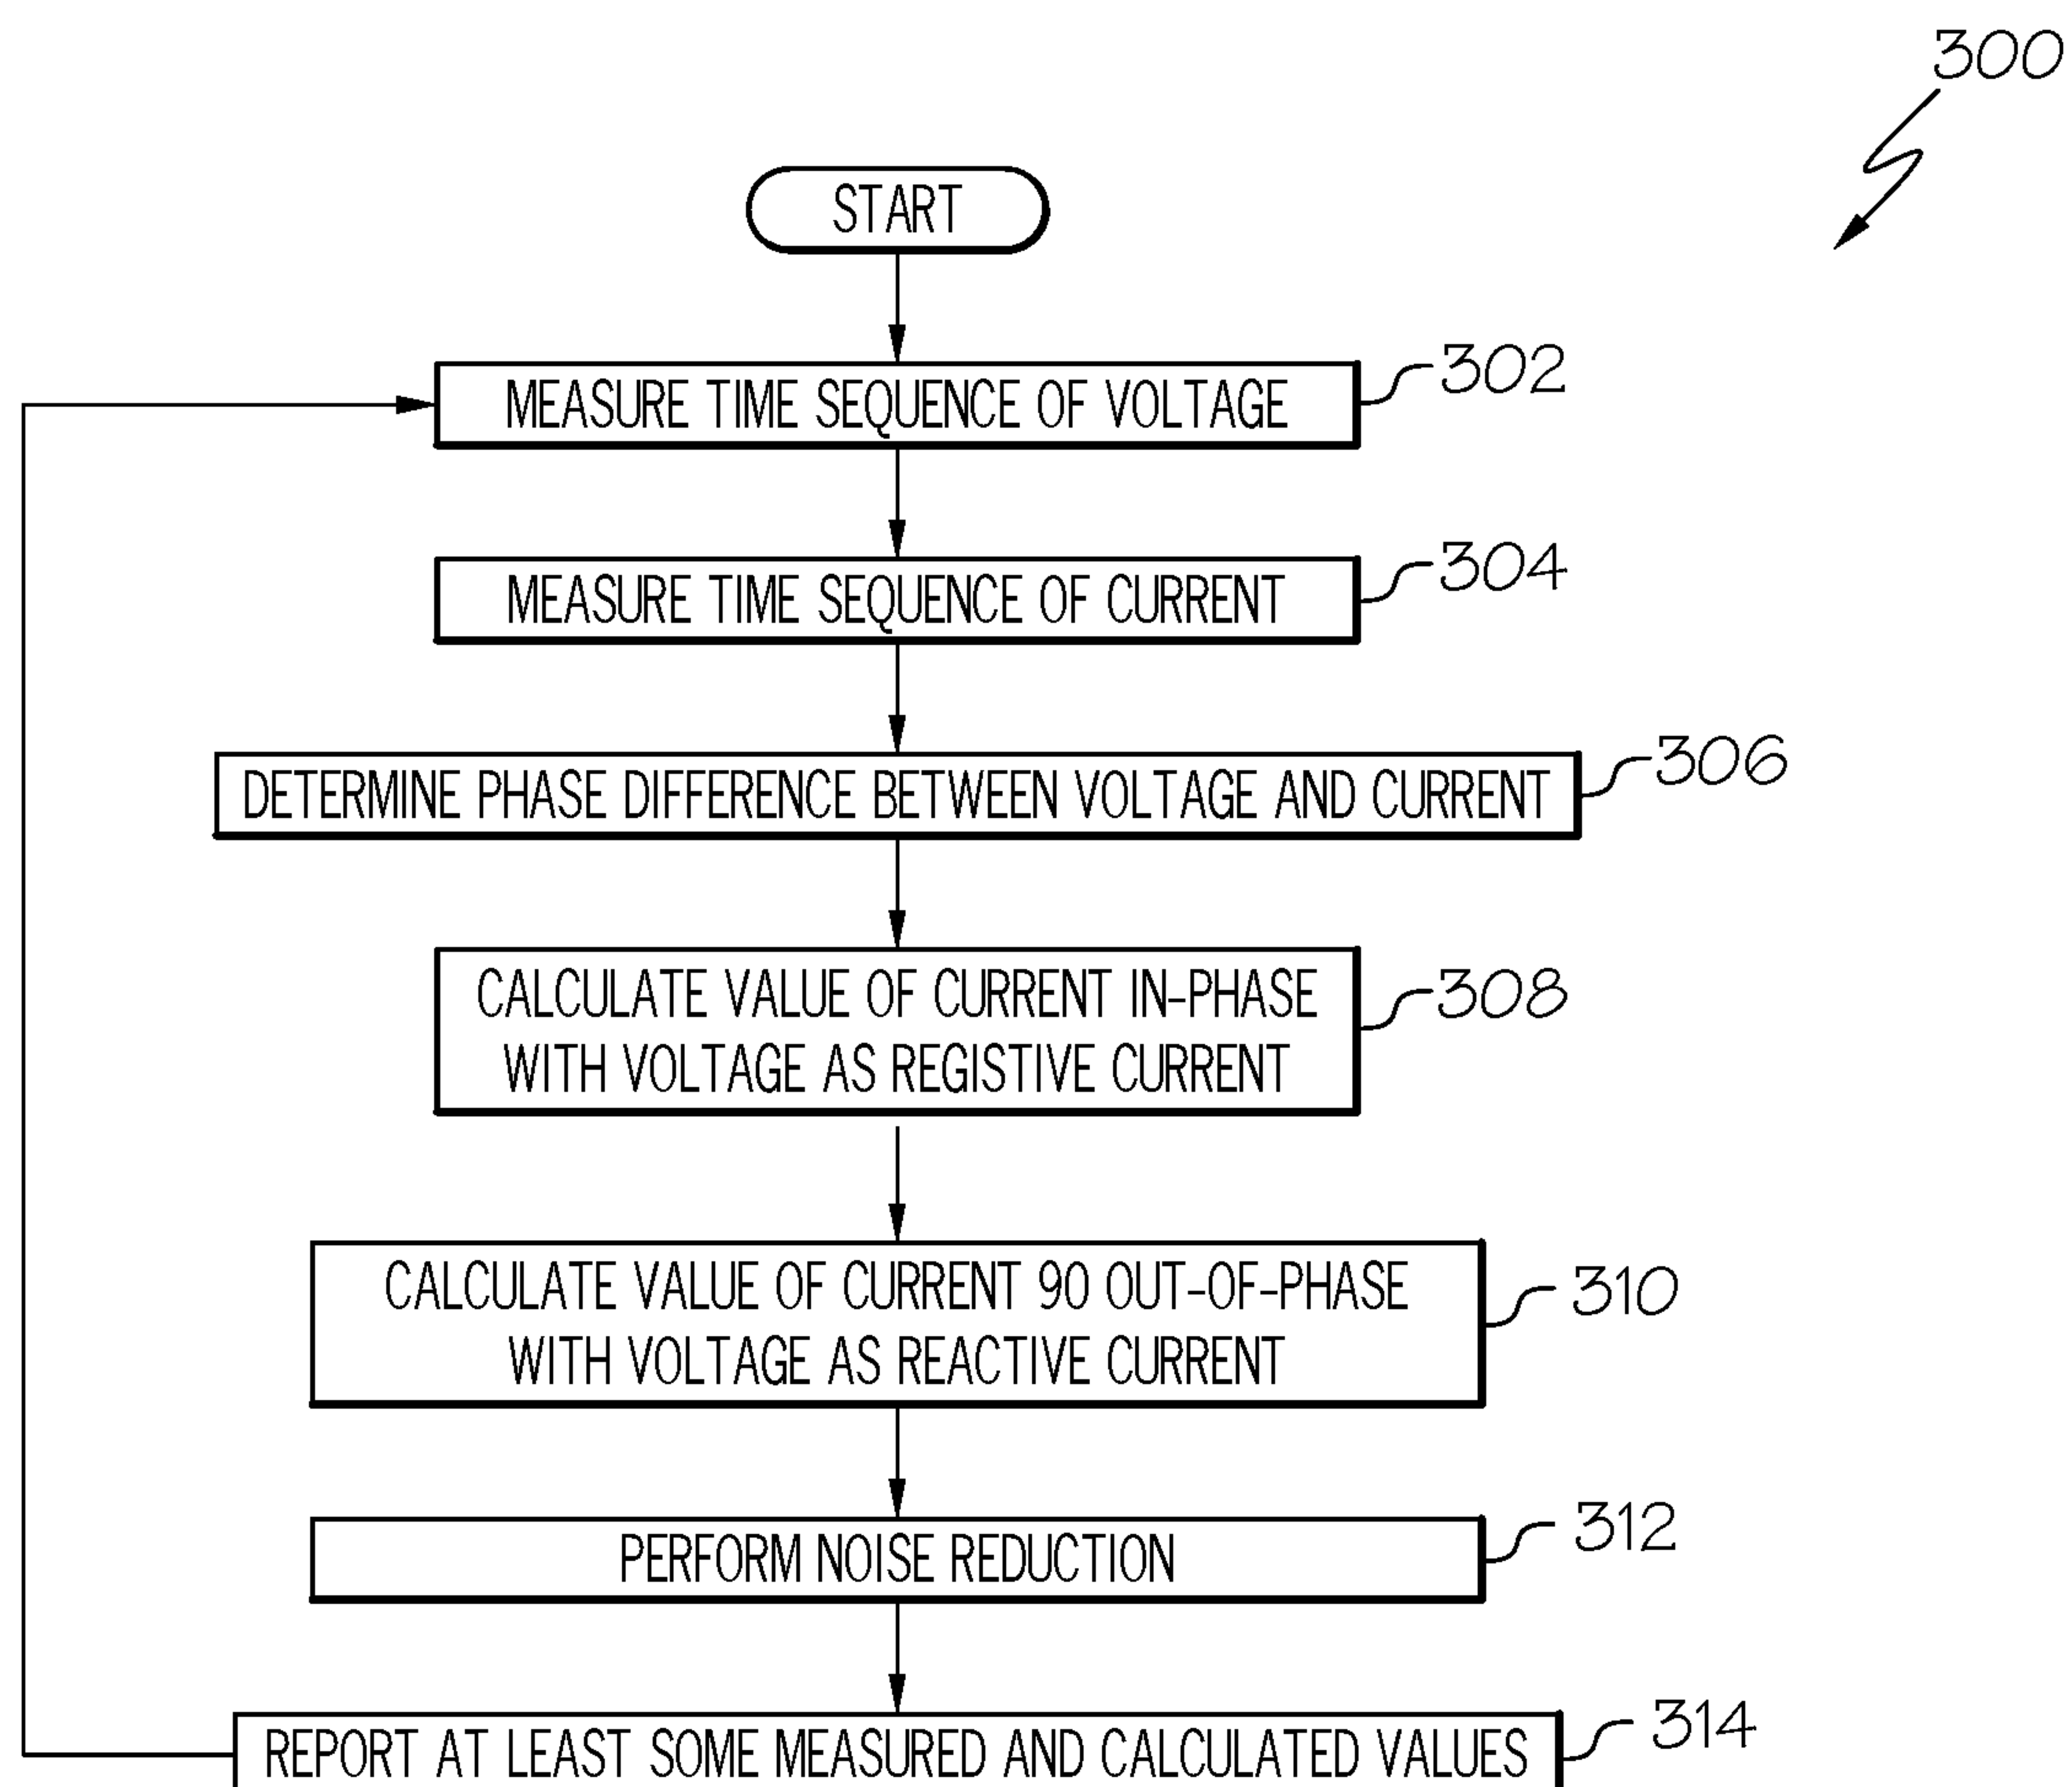 300
START
MEASURE TIME SEQUENCE OF VOLTAGE
302
MEASURE TIME SEQUENCE OF CURRENT
304
DETERMINE PHASE DIFFERENCE BETWEEN VOLTAGE AND CURRENT
306
CALCULATE VALUE OF CURRENT IN-PHASE
WITH VOLTAGE AS REGISTIVE CURRENT
308
CALCULATE VALUE OF CURRENT 90 OUT-OF-PHASE
WITH VOLTAGE AS REACTIVE CURRENT
310
PERFORM NOISE REDUCTION
312
REPORT AT LEAST SOME MEASURED AND CALCULATED VALUES
314